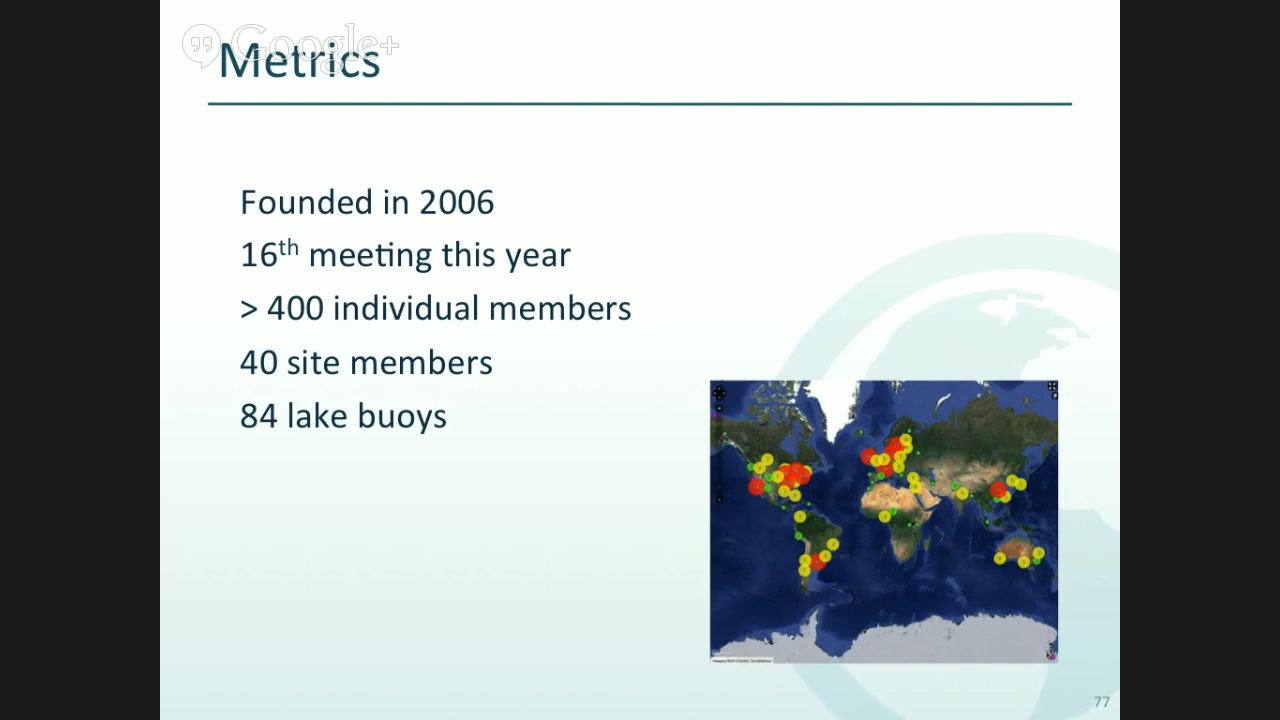 Google+
Metrics
Founded in 2006
16th meeting this year
> 400 individual members
40 site members
84 lake buoys
77